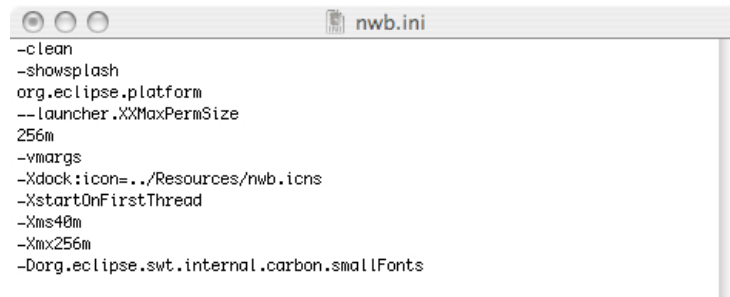 nwb.ini
-clean
-showsplash
org.eclipse.platform
--launcher.XXMaxPermSize
256m
-vmargs
-Xdock:icon=../Resources/nwb.icns
-XstartOnFirstThread
-Xms40m
-Xmx256m
-Dorg.eclipse.swt.internal.carbon.smallFonts